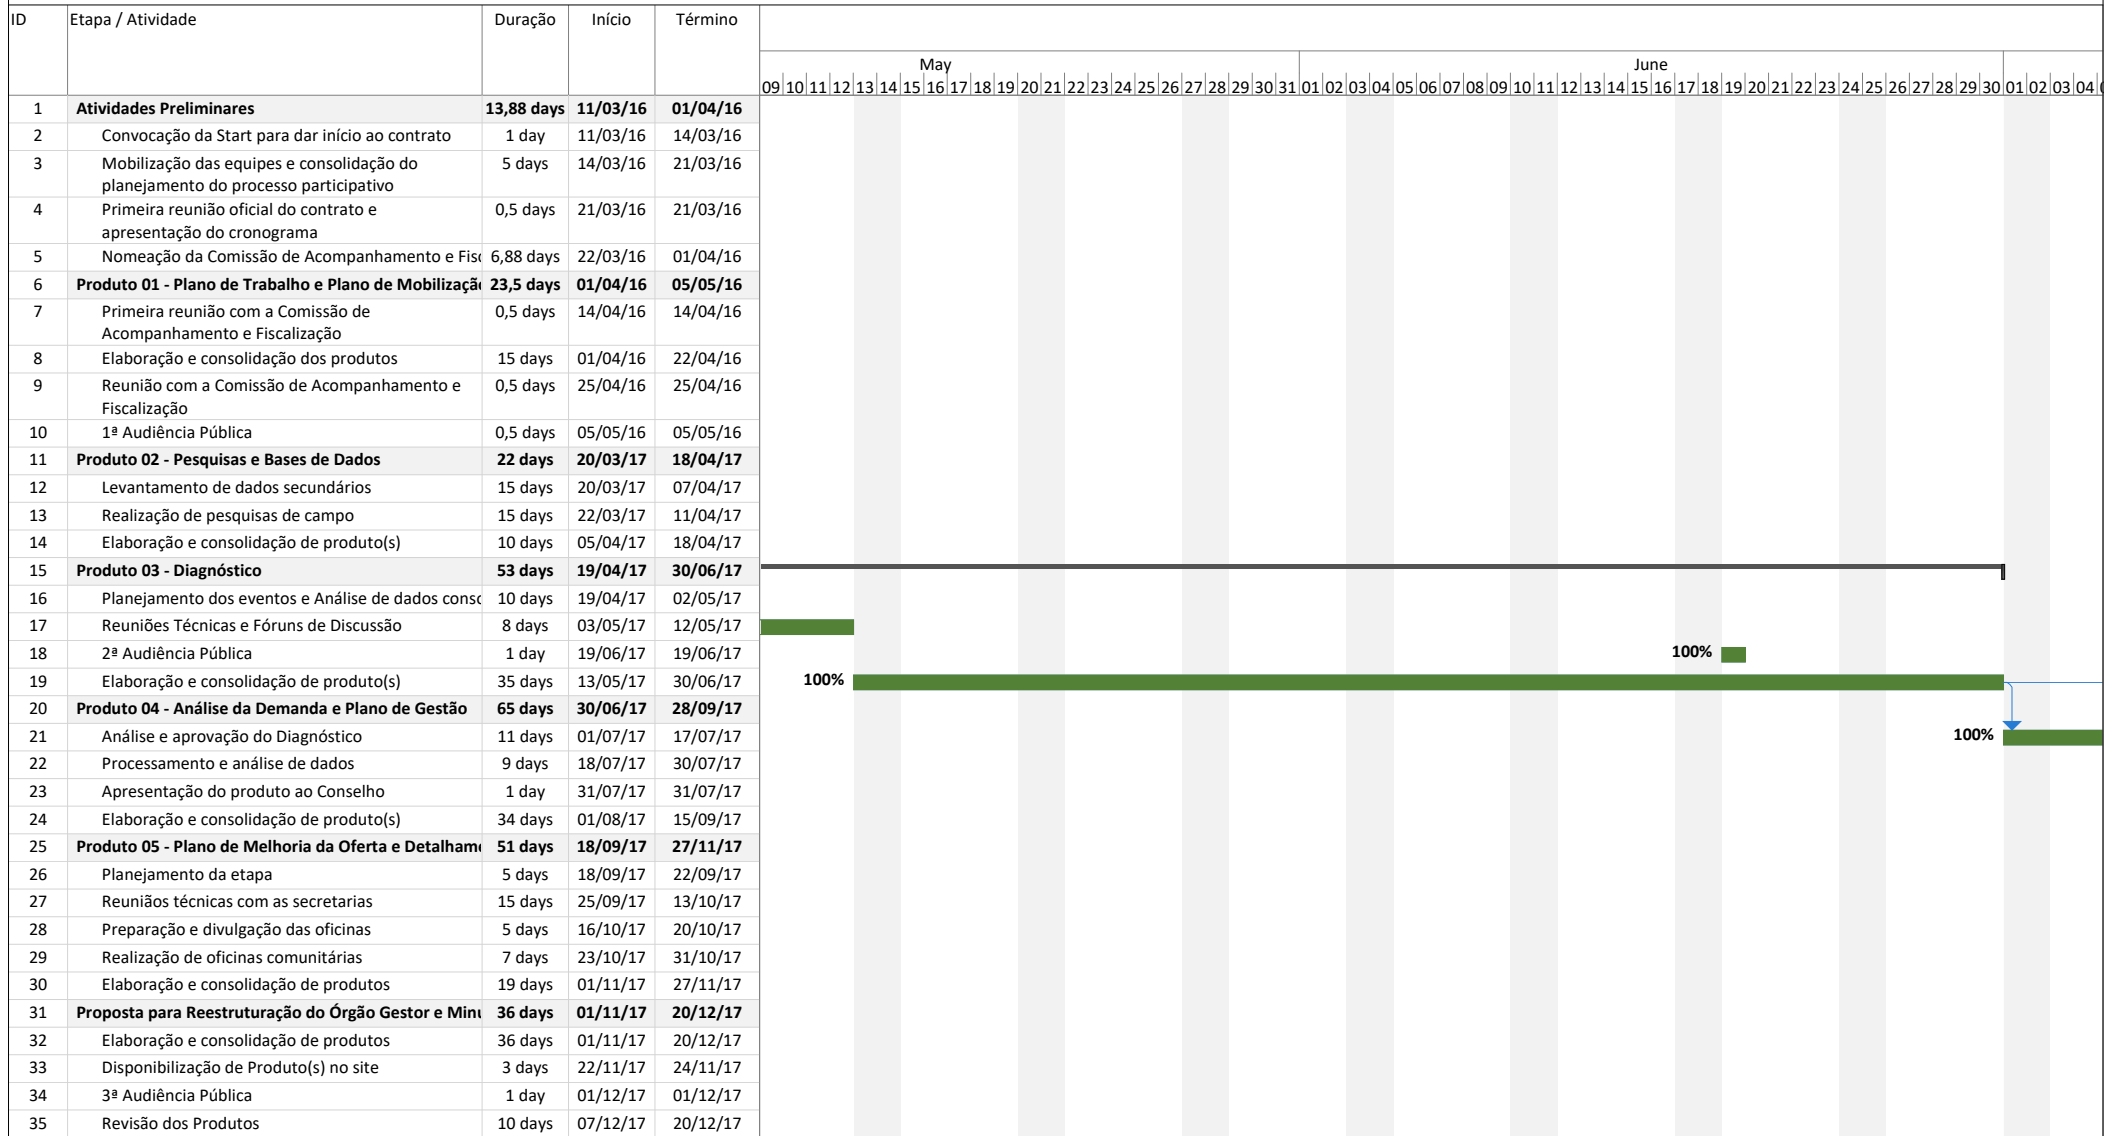 ID Etapa / Atividade Duração Início Término
May June
09 10 11 12 13 14 15 16 17 18 19 20 21 22 23 24 25 26 27 28 29 30 31 01 02 03 04 05 06 07 08 09 10 11 12 13 14 15 16 17 18 19 20 21 22 23 24 25 26 27 28 29 30 01 02 03 04
1 Atividades Preliminares 13,88 days 11/03/16 01/04/16
2 Convocação da Start para dar início ao contrato 1 day 11/03/16 14/03/16
3 Mobilização das equipes e consolidação do 5 days 14/03/16 21/03/16
planejamento do processo participativo
4 Primeira reunião oficial do contrato e 0,5 days 21/03/16 21/03/16
apresentação do cronograma
5 Nomeação da Comissão de Acompanhamento e Fisc 6,88 days 22/03/16 01/04/16
6 Produto 01 - Plano de Trabalho e Plano de Mobilizaçã 23,5 days 01/04/16 05/05/16
7 Primeira reunião com a Comissão de 0,5 days 14/04/16 14/04/16
Acompanhamento e Fiscalização
8 Elaboração e consolidação dos produtos 15 days 01/04/16 22/04/16
9 Reunião com a Comissão de Acompanhamento e 0,5 days 25/04/16 25/04/16
Fiscalização
10 1ª Audiência Pública 0,5 days 05/05/16 05/05/16
11 Produto 02 - Pesquisas e Bases de Dados 22 days 20/03/17 18/04/17
12 Levantamento de dados secundários 15 days 20/03/17 07/04/17
13 Realização de pesquisas de campo 15 days 22/03/17 11/04/17
14 Elaboração e consolidação de produto(s) 10 days 05/04/17 18/04/17
15 Produto 03 - Diagnóstico 53 days 19/04/17 30/06/17
16 Planejamento dos eventos e Análise de dados conso 10 days 19/04/17 02/05/17
17 Reuniões Técnicas e Fóruns de Discussão 8 days 03/05/17 12/05/17
18 2ª Audiência Pública 1 day 19/06/17 19/06/17 100%
19 Elaboração e consolidação de produto(s) 35 days 13/05/17 30/06/17 100%
20 Produto 04 - Análise da Demanda e Plano de Gestão 65 days 30/06/17 28/09/17
21 Análise e aprovação do Diagnóstico 11 days 01/07/17 17/07/17 100%
22 Processamento e análise de dados 9 days 18/07/17 30/07/17
23 Apresentação do produto ao Conselho 1 day 31/07/17 31/07/17
24 Elaboração e consolidação de produto(s) 34 days 01/08/17 15/09/17
25 Produto 05 - Plano de Melhoria da Oferta e Detalham 51 days 18/09/17 27/11/17
26 Planejamento da etapa 5 days 18/09/17 22/09/17
27 Reuniãos técnicas com as secretarias 15 days 25/09/17 13/10/17
28 Preparação e divulgação das oficinas 5 days 16/10/17 20/10/17
29 Realização de oficinas comunitárias 7 days 23/10/17 31/10/17
30 Elaboração e consolidação de produtos 19 days 01/11/17 27/11/17
31 Proposta para Reestruturação do Órgão Gestor e Minu 36 days 01/11/17 20/12/17
32 Elaboração e consolidação de produtos 36 days 01/11/17 20/12/17
33 Disponibilização de Produto(s) no site 3 days 22/11/17 24/11/17
34 3ª Audiência Pública 1 day 01/12/17 01/12/17
35 Revisão dos Produtos 10 days 07/12/17 20/12/17